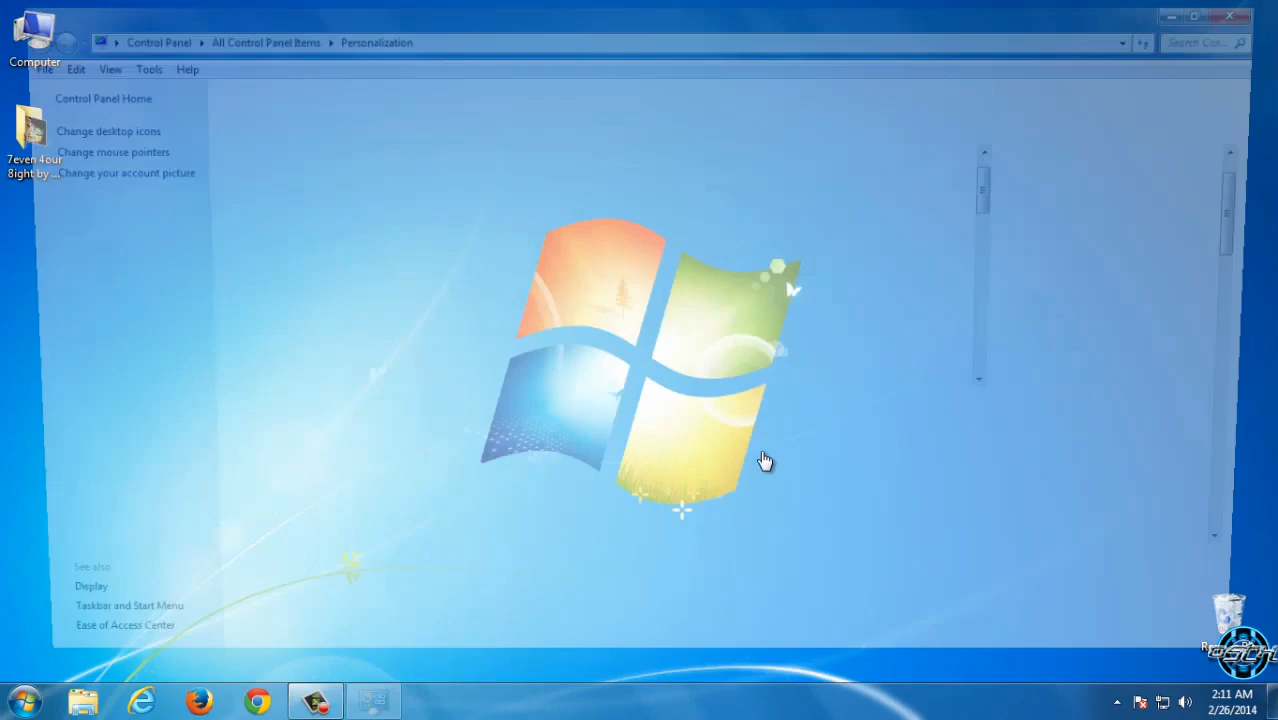 Computer
Control Panel
All Control Panel Items
Personalization
Search Con...
File
Edit
View
Tools
Help
Control Panel Home
Change desktop icons
Change mouse pointers
Change your account picture
7even 4our
8ight by ...
See also
Display
Taskbar and Start Menu
Ease of Access Center
2:11 AM
2/26/2014